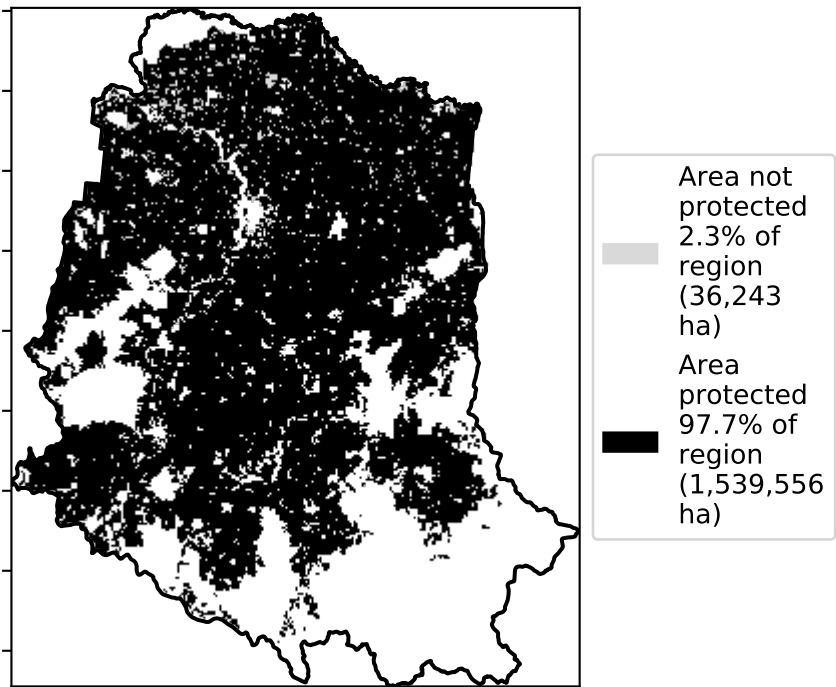 Area not
protected
2.3% of
region
(36,243
ha)
Area
protected
97.7% of
region
(1,539,556
ha)